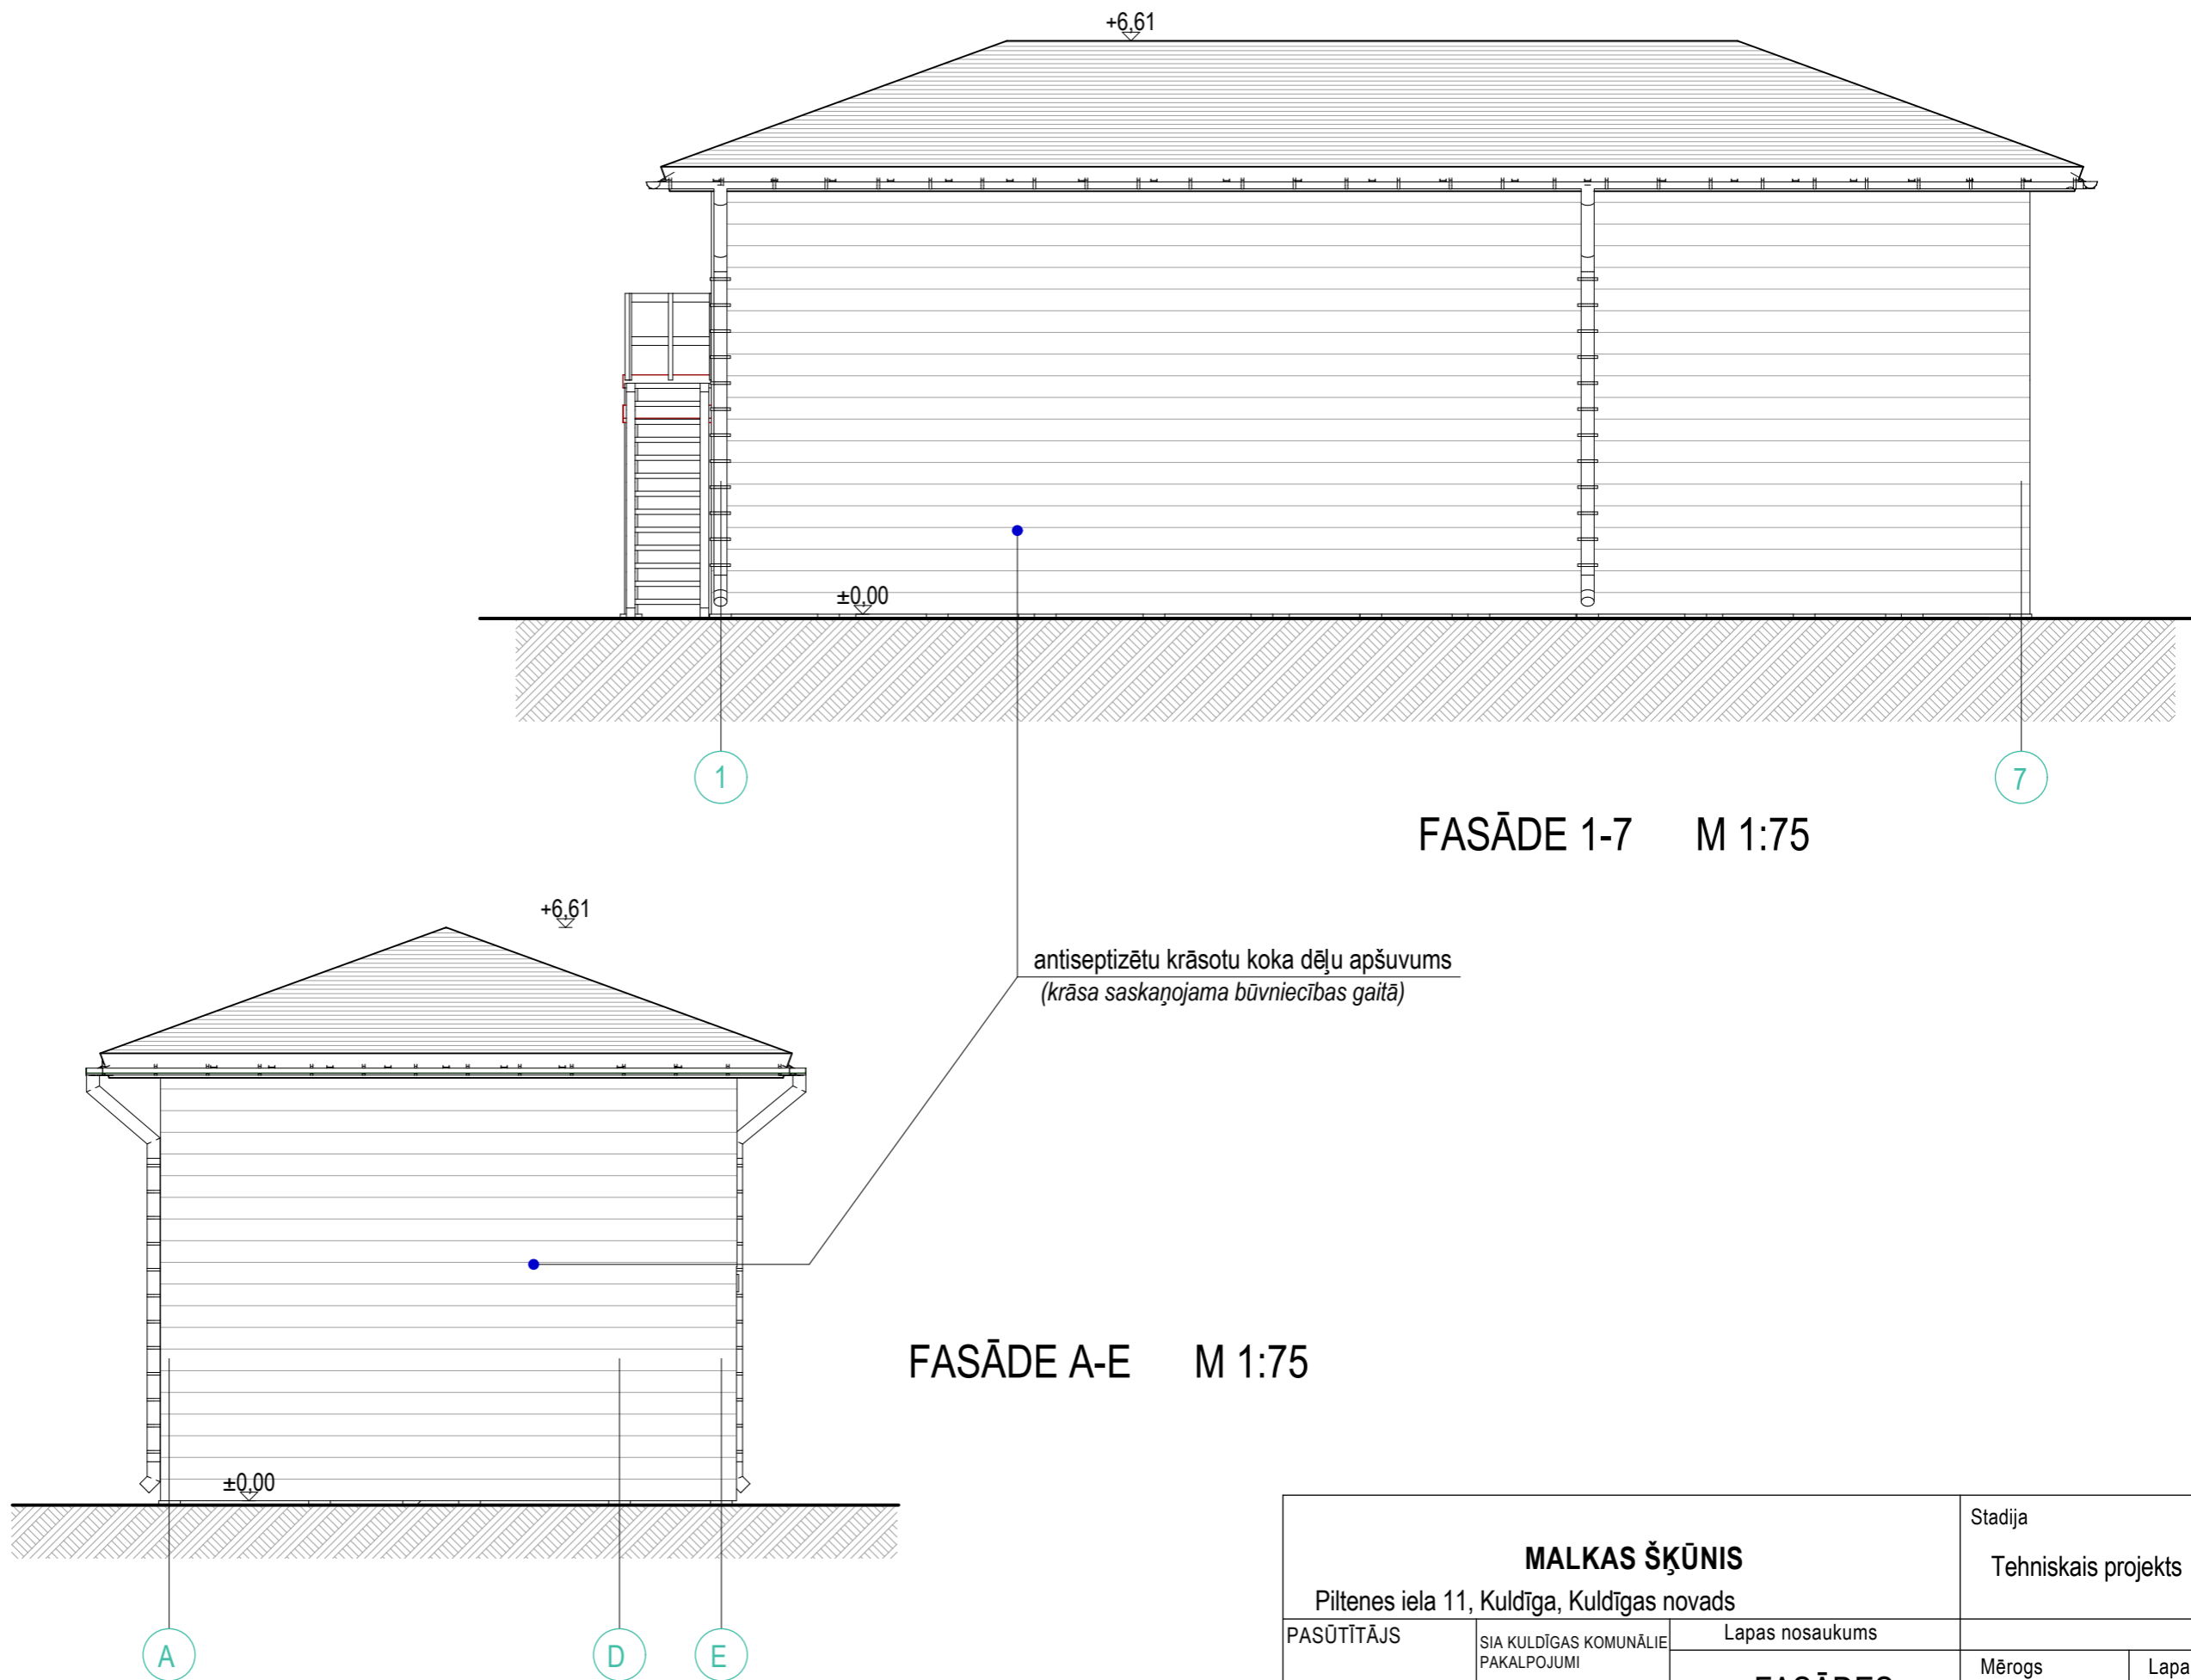 +6,61
±0,00
1
7
FASĀDE 1-7 M 1:75
+6,61
antiseptizētu krāsotu koka dēļu apšuvums
(krāsa saskaņojama būvniecības gaitā)
FASĀDE A-E M 1:75
±0,00
A
D
E
MALKAS ŠĶŪNIS
Piltenes iela 11, Kuldīga, Kuldīgas novads
Stadija
Tehniskais projekts
PASŪTĪTĀJS
SIA KULDĪGAS KOMUNĀLIE
PAKALPOJUMI
Lapas nosaukums
FASĀDES
Mērogs
Lapa